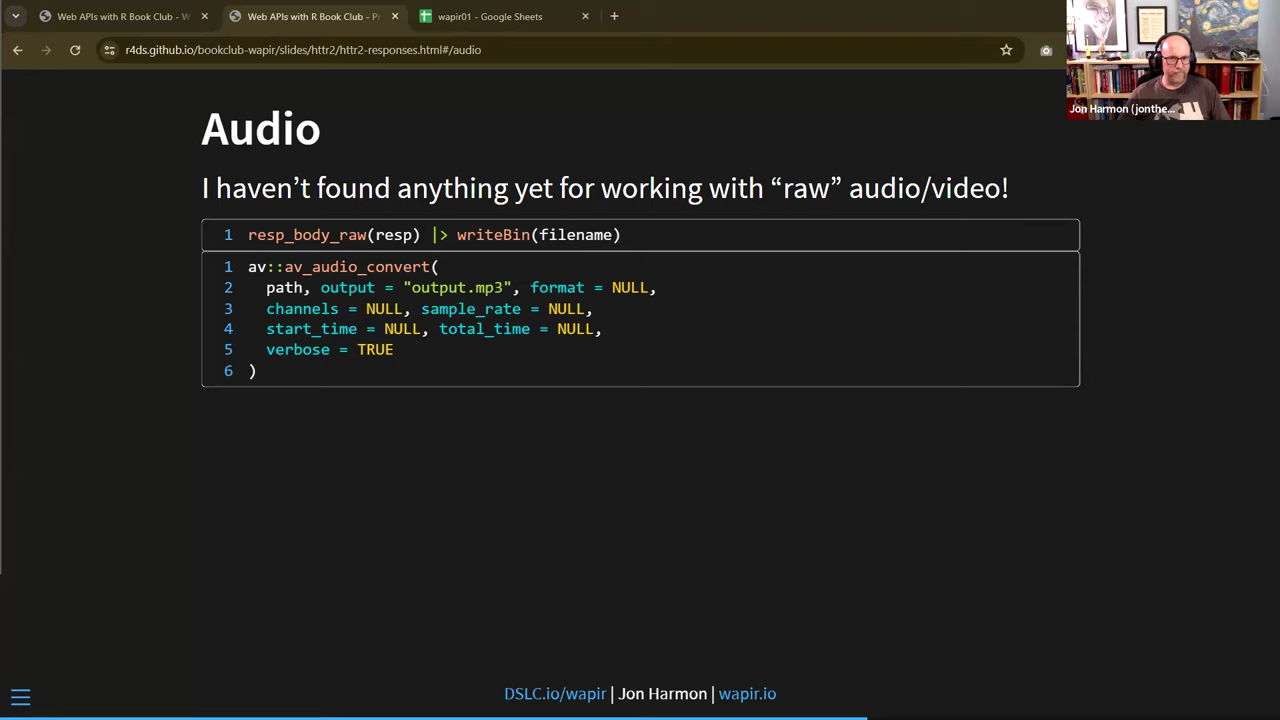 Web APIs with R Book Club - W
Web APIs with R Book Club - Pr
wapir01 - Google Sheets
r4ds.github.io/bookclub-wapir/slides/httr2/httr2-responses.html#/audio
Jon Harmon (jonthe...
Audio
I haven’t found anything yet for working with “raw” audio/video!
1 resp_body_raw(resp) |> writeBin(filename)
1 av::av_audio_convert(
2 path, output = "output.mp3", format = NULL,
3 channels = NULL, sample_rate = NULL,
4 start_time = NULL, total_time = NULL,
5 verbose = TRUE
6 )
DSLC.io/wapir | Jon Harmon | wapir.io